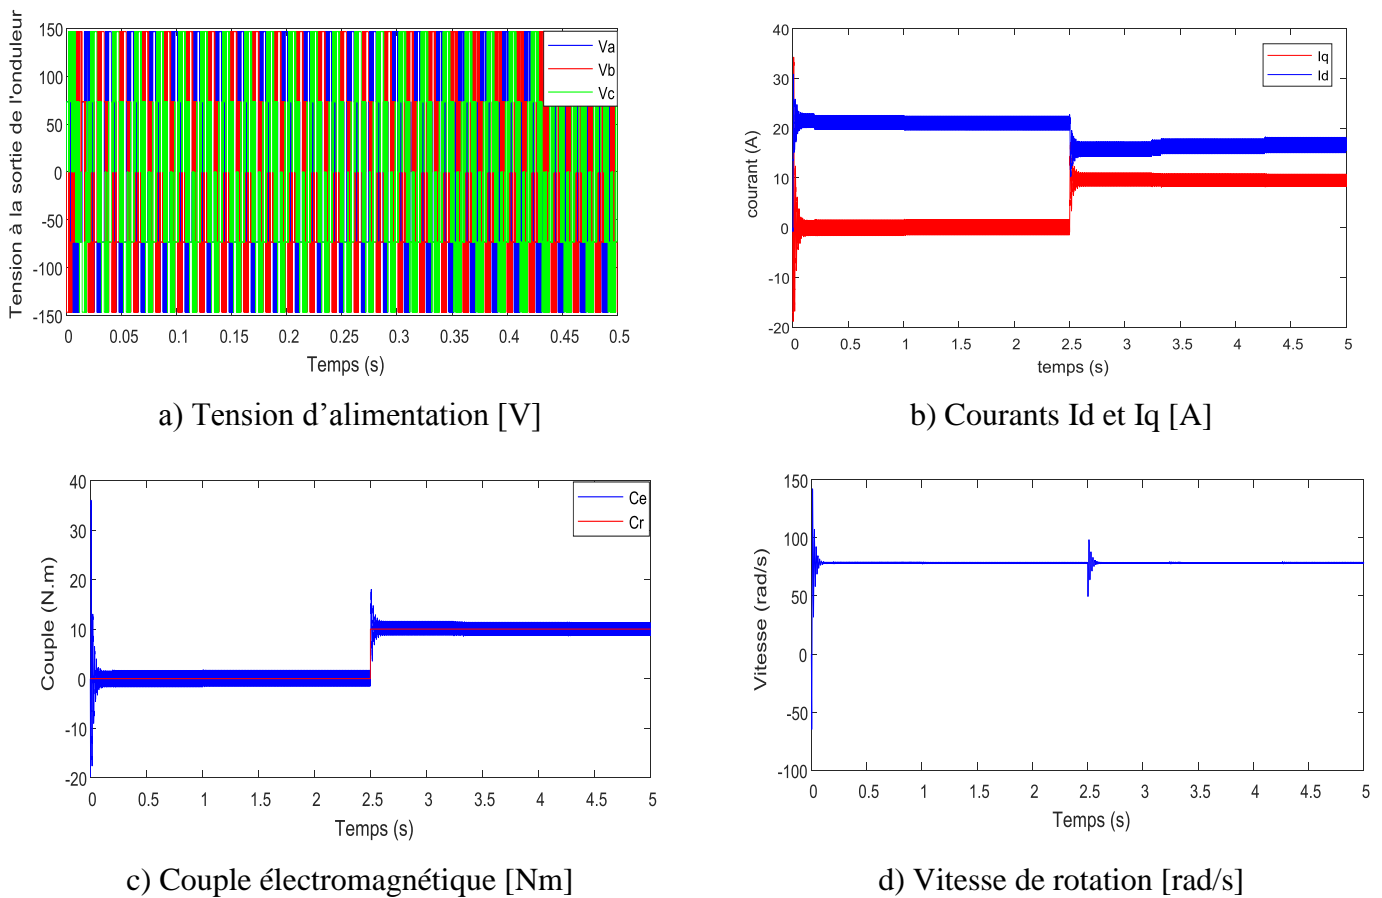 Tension à la sortie de l'onduleur
150
100
50
0
-50
-100
-150
Va
Vb
Vc
0 0.05 0.1 0.15 0.2 0.25 0.3 0.35 0.4 0.45 0.5
Temps (s)
a) Tension d’alimentation [V]
courant (A)
40
30
20
10
0
-10
-20
Iq
Id
0 0.5 1 1.5 2 2.5 3 3.5 4 4.5 5
temps (s)
b) Courants Id et Iq [A]
Couple (N.m)
40
30
20
10
0
-10
-20
Ce
Cr
0 0.5 1 1.5 2 2.5 3 3.5 4 4.5 5
Temps (s)
c) Couple électromagnétique [Nm]
Vitesse (rad/s)
150
100
50
0
-50
-100
0 0.5 1 1.5 2 2.5 3 3.5 4 4.5 5
Temps (s)
d) Vitesse de rotation [rad/s]